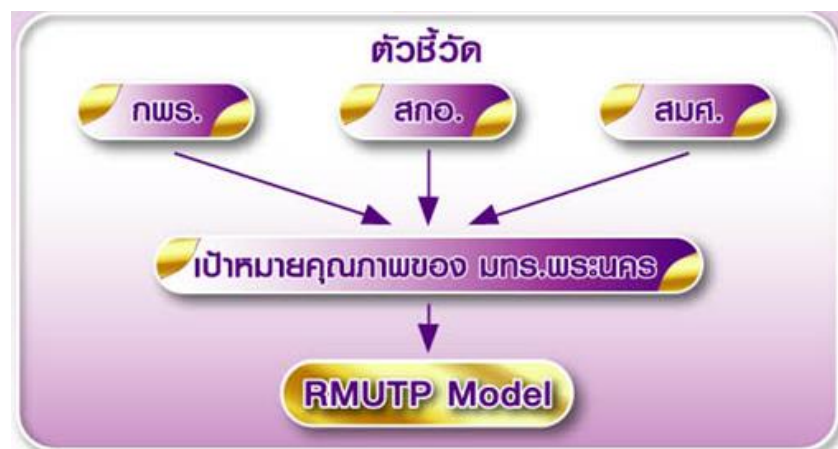 ตัวชี้วัด
กพร. สกอ. สมศ.
เป้าหมายคุณภาพของ มทร.พระนคร
RMUTP Model